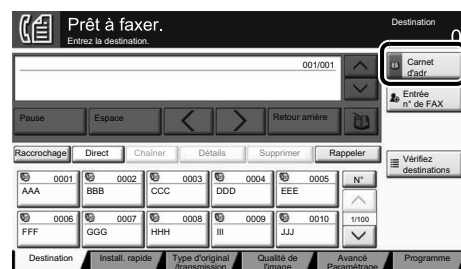 Prêt à faxer.
Entrez la destination.
Destination
0
001/001
Carnet
d'adr
Entrée
n° de FAX
Pause
Espace
Retour arrière
Raccrochage
Direct
Chaîner
Détails
Supprimer
Rappeler
Vérifiez
destinations
0001
AAA
0002
BBB
0003
CCC
0004
DDD
0005
EEE
N°
0006
FFF
0007
GGG
0008
HHH
0009
III
0010
JJJ
1/100
Destination
Install. rapide
Type d'original
/transmission
Qualité de
l'image
Avancé
Paramétrage
Programme